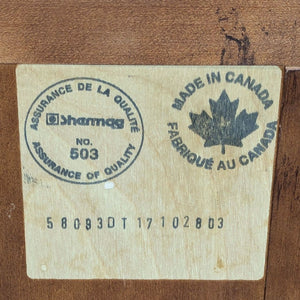 ASSURANCE DE LA QUALITÉ
Shermag
NO.
503
ASSURANCE OF QUALITY
MADE IN CANADA
FABRIQUÉ AU CANADA
58093DT 17102803